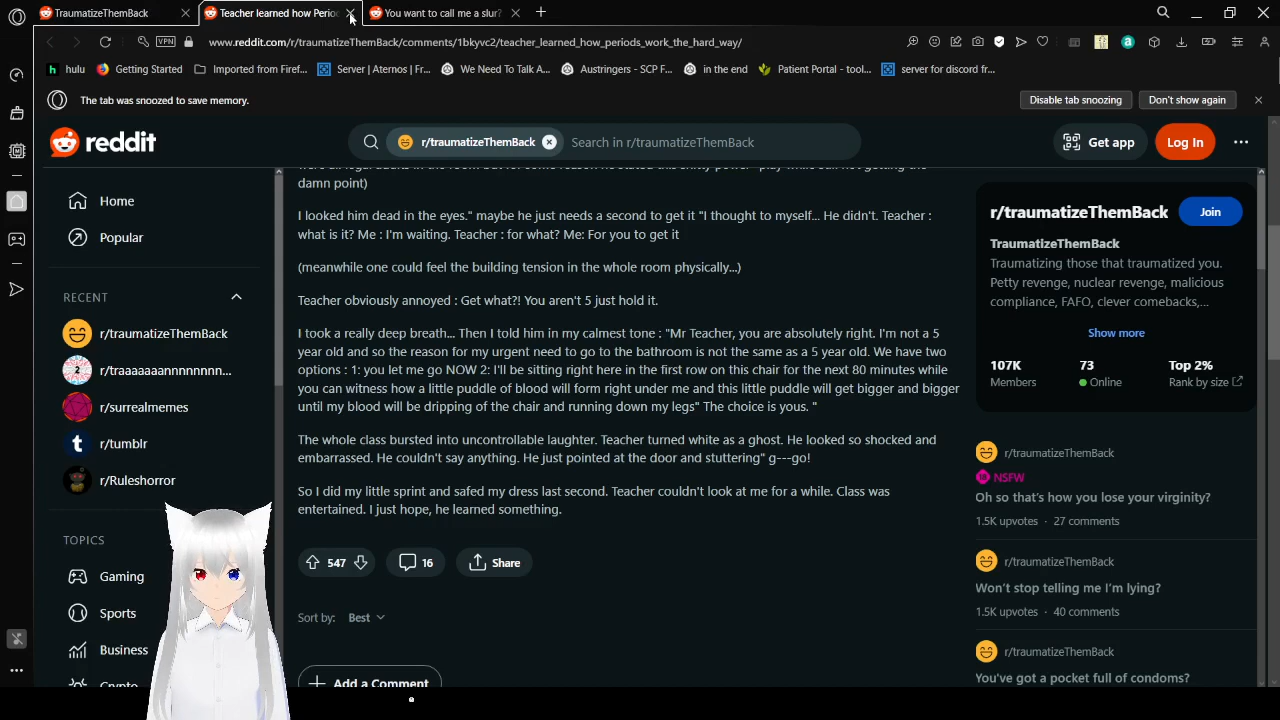 TraumatizeThemBack
Teacher learned how Perio
You want to call me a slur?
VPN
www.reddit.com/r/traumatizeThemBack/comments/1bkyvc2/teacher_learned_how_periods_work_the_hard_way/
hulu
Getting Started
Imported from Firef...
Server | Aternos | Fr...
We Need To Talk A...
Austringers - SCP F...
in the end
Patient Portal - tool...
server for discord fr...
The tab was snoozed to save memory.
Disable tab snoozing
Don't show again
reddit
r/traumatizeThemBack
Search in r/traumatizeThemBack
Get app
Log In
Home
Popular
RECENT
r/traumatizeThemBack
r/traaaaaaannnnnnnn...
r/surrealmemes
r/tumblr
r/Ruleshorror
TOPICS
Gaming
Sports
Business
damn point)
I looked him dead in the eyes." maybe he just needs a second to get it "I thought to myself... He didn't. Teacher :
what is it? Me : I'm waiting. Teacher : for what? Me: For you to get it
(meanwhile one could feel the building tension in the whole room physically...)
Teacher obviously annoyed : Get what?! You aren't 5 just hold it.
I took a really deep breath... Then I told him in my calmest tone : "Mr Teacher, you are absolutely right. I'm not a 5
year old and so the reason for my urgent need to go to the bathroom is not the same as a 5 year old. We have two
options : 1: you let me go NOW 2: I'll be sitting right here in the first row on this chair for the next 80 minutes while
you can witness how a little puddle of blood will form right under me and this little puddle will get bigger and bigger
until my blood will be dripping of the chair and running down my legs" The choice is yous. "
The whole class bursted into uncontrollable laughter. Teacher turned white as a ghost. He looked so shocked and
embarrassed. He couldn't say anything. He just pointed at the door and stuttering" g---go!
So I did my little sprint and safed my dress last second. Teacher couldn't look at me for a while. Class was
entertained. I just hope, he learned something.
547
16
Share
Sort by:
Best
Add a Comment
r/traumatizeThemBack
Join
TraumatizeThemBack
Traumatizing those that traumatized you.
Petty revenge, nuclear revenge, malicious
compliance, FAFO, clever comebacks,...
Show more
107K
73
Top 2%
Members
Online
Rank by size
r/traumatizeThemBack
NSFW
Oh so that's how you lose your virginity?
1.5K upvotes · 27 comments
r/traumatizeThemBack
Won't stop telling me I'm lying?
1.5K upvotes · 40 comments
r/traumatizeThemBack
You've got a pocket full of condoms?